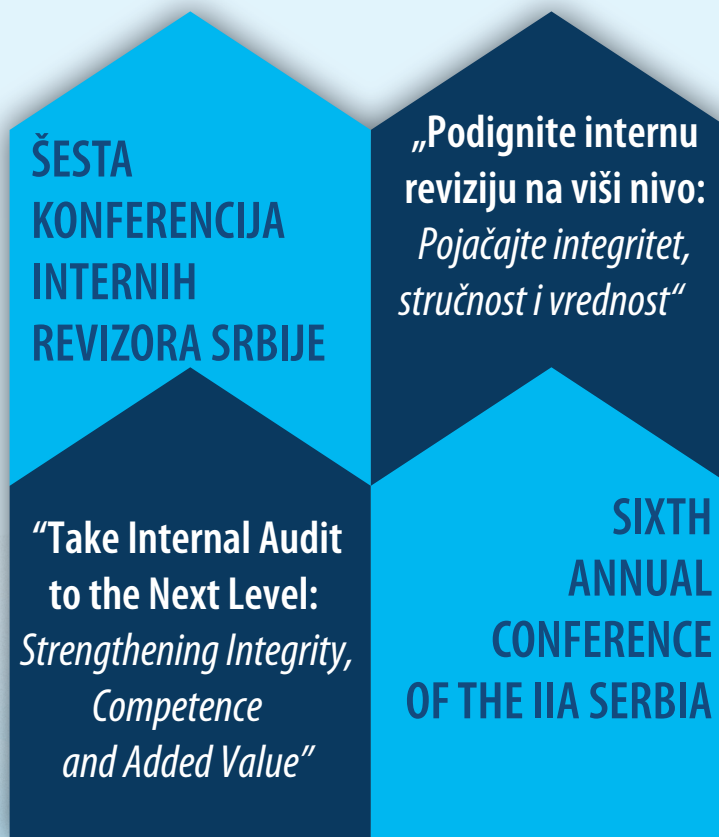 ŠESTA
KONFERENCIJA
INTERNIH
REVIZORA SRBIJE
„Podignite internu
reviziju na viši nivo:
Pojačajte integritet,
stručnost i vrednost“
“Take Internal Audit
to the Next Level:
Strengthening Integrity,
Competence
and Added Value”
SIXTH
ANNUAL
CONFERENCE
OF THE IIA SERBIA